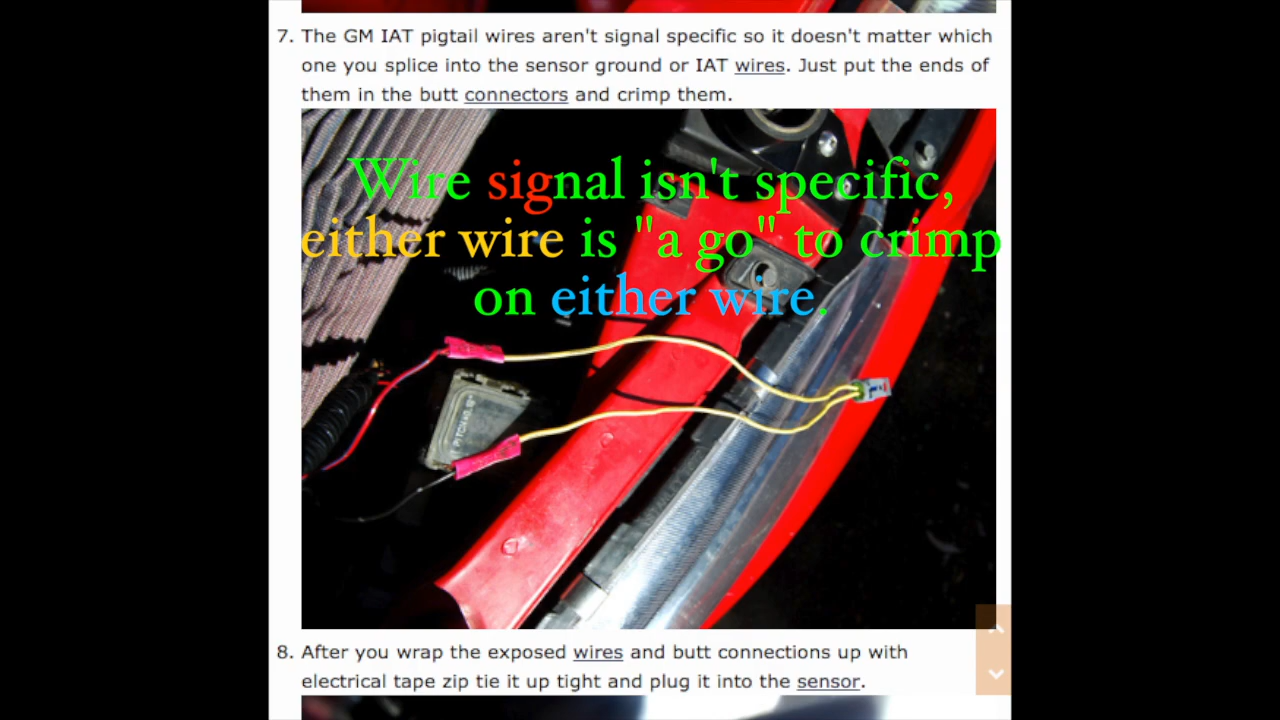 7. The GM IAT pigtail wires aren't signal specific so it doesn't matter which
one you splice into the sensor ground or IAT wires. Just put the ends of
them in the butt connectors and crimp them.
Wire signal isn't specific,
either wire is "a go" to crimp
on either wire.
8. After you wrap the exposed wires and butt connections up with
electrical tape zip tie it up tight and plug it into the sensor.